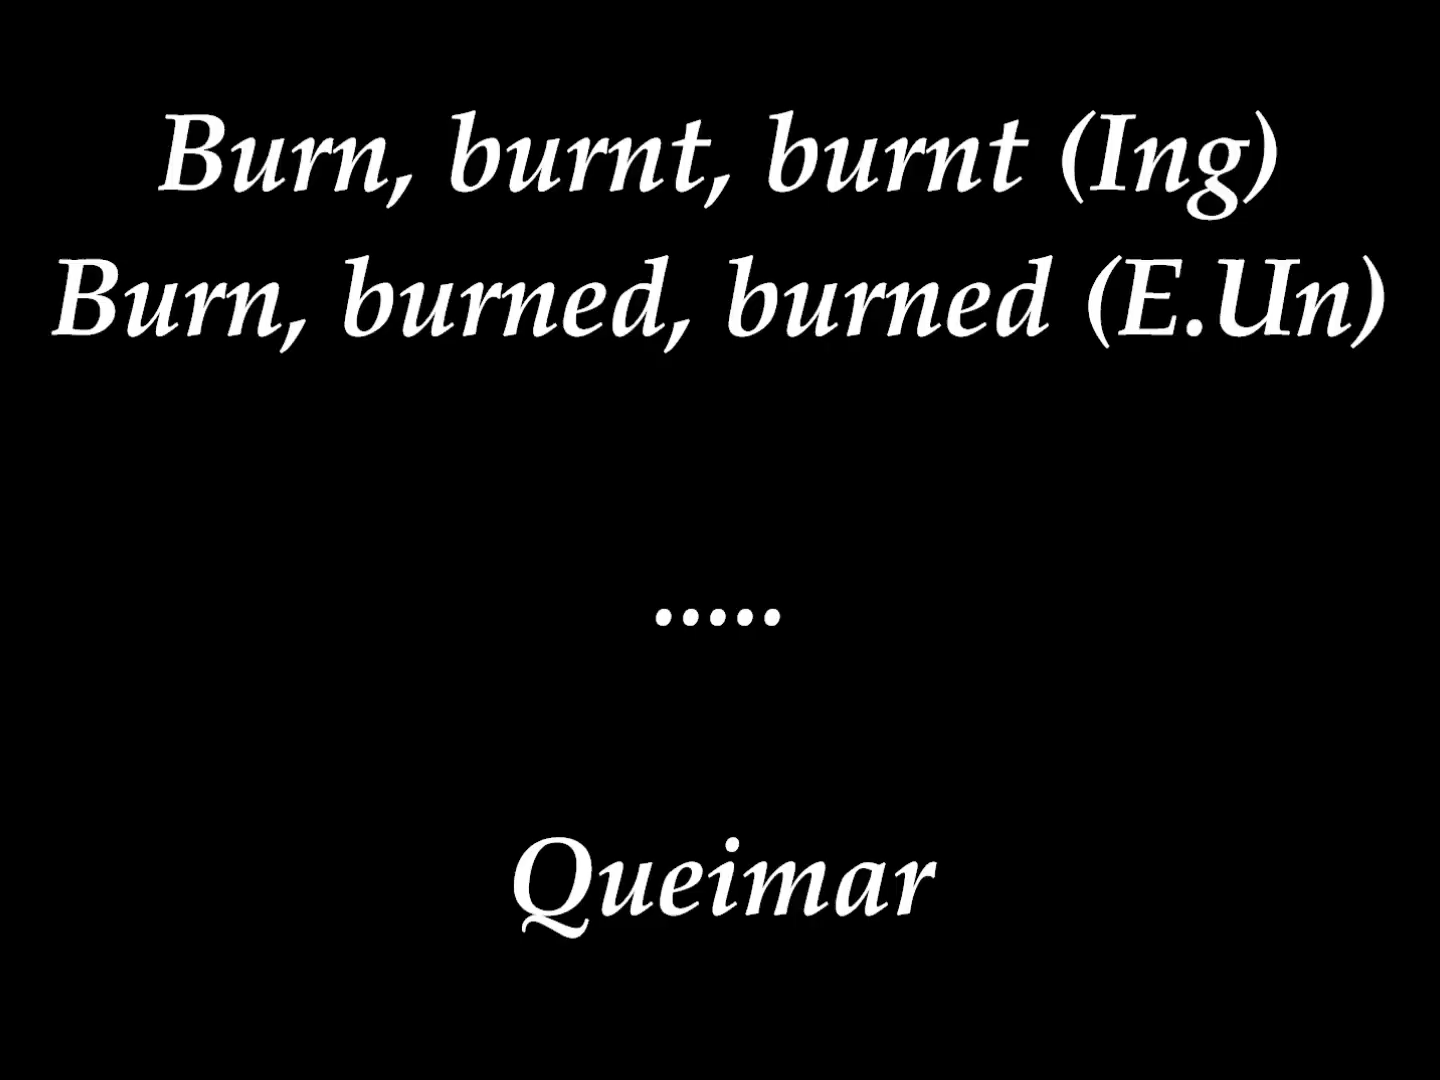 Burn, burnt, burnt (Ing)
Burn, burned, burned (E.Un)
.....
Queimar